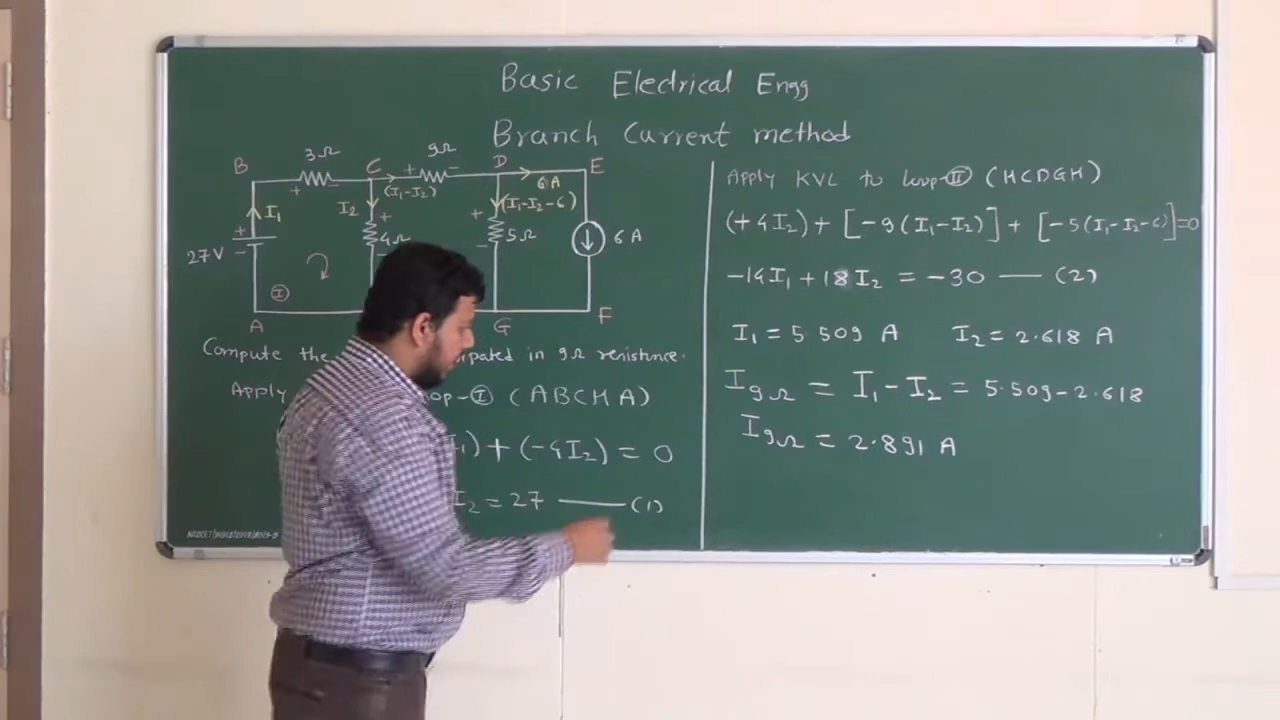 Basic Electrical Engg
Branch Current method
B 3Ω C 9Ω D E
+ - + - 6A
I₁ I₂ (I₁-I₂) (I₁-I₂-6)
27V + - + 4Ω - + 5Ω - 6A
I
A G F
Compute the ipated in 9Ω resistance.
Apply op-I (ABCHA)
I₁)+(-4I₂)=0
I₂=27 —— (1)
Apply KVL to loop-II (HCDGH)
(+4I₂)+[-9(I₁-I₂)]+[-5(I₁-I₂-6)]=0
-14I₁+18I₂=-30 —— (2)
I₁=5 509 A I₂=2.618 A
I9Ω = I₁-I₂ = 5.509-2.618
I9Ω = 2.891 A